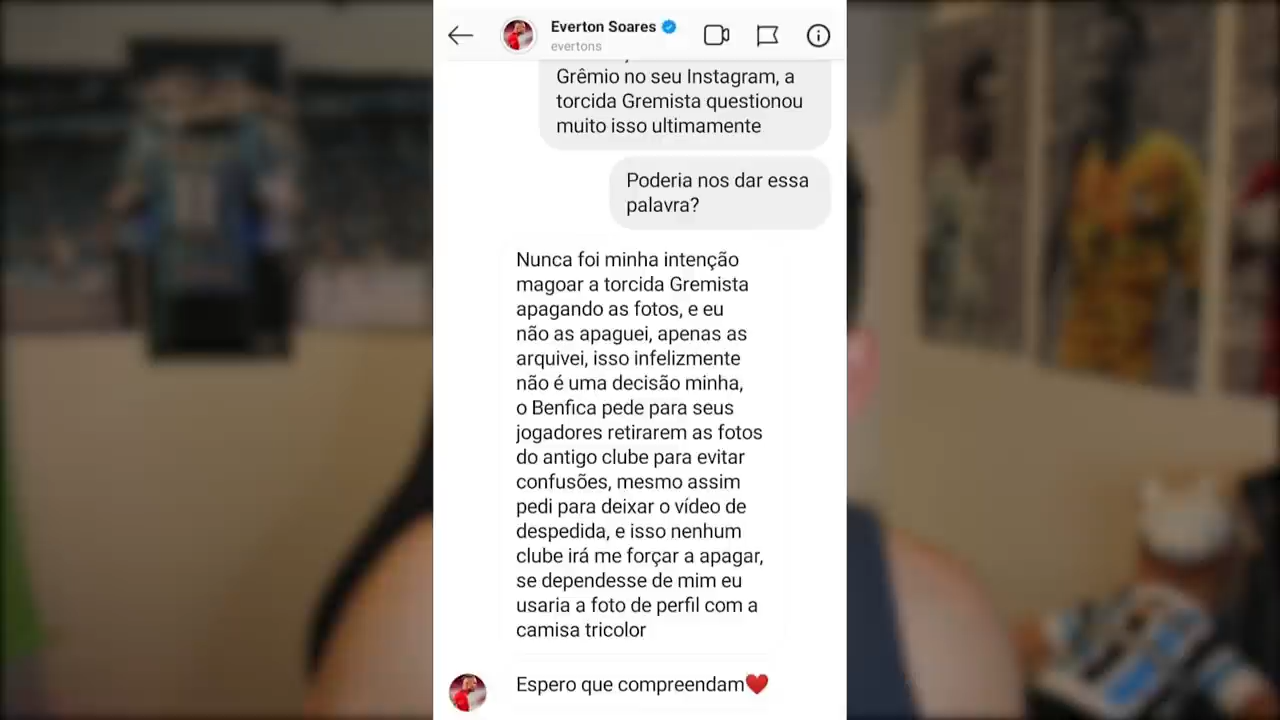 Everton Soares
evertons
Grêmio no seu Instagram, a
torcida Gremista questionou
muito isso ultimamente
Poderia nos dar essa
palavra?
Nunca foi minha intenção
magoar a torcida Gremista
apagando as fotos, e eu
não as apaguei, apenas as
arquivei, isso infelizmente
não é uma decisão minha,
o Benfica pede para seus
jogadores retirarem as fotos
do antigo clube para evitar
confusões, mesmo assim
pedi para deixar o vídeo de
despedida, e isso nenhum
clube irá me forçar a apagar,
se dependesse de mim eu
usaria a foto de perfil com a
camisa tricolor
Espero que compreendam❤️